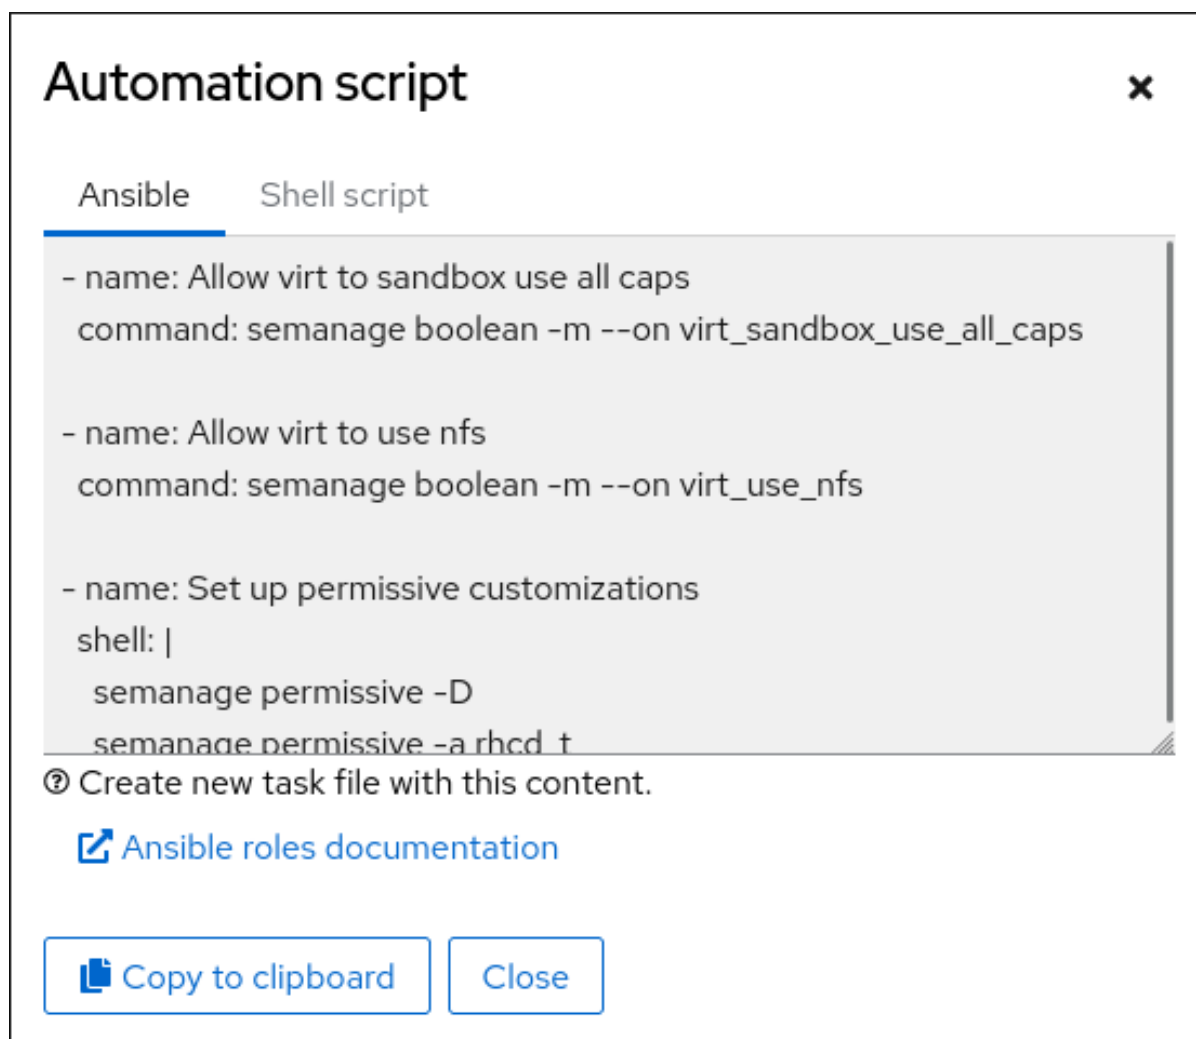 Automation script
Ansible
Shell script
- name: Allow virt to sandbox use all caps
command: semanage boolean -m --on virt_sandbox_use_all_caps
- name: Allow virt to use nfs
command: semanage boolean -m --on virt_use_nfs
- name: Set up permissive customizations
shell: |
semanage permissive -D
semanage permissive -a rhcd_t
Create new task file with this content.
Ansible roles documentation
Copy to clipboard
Close